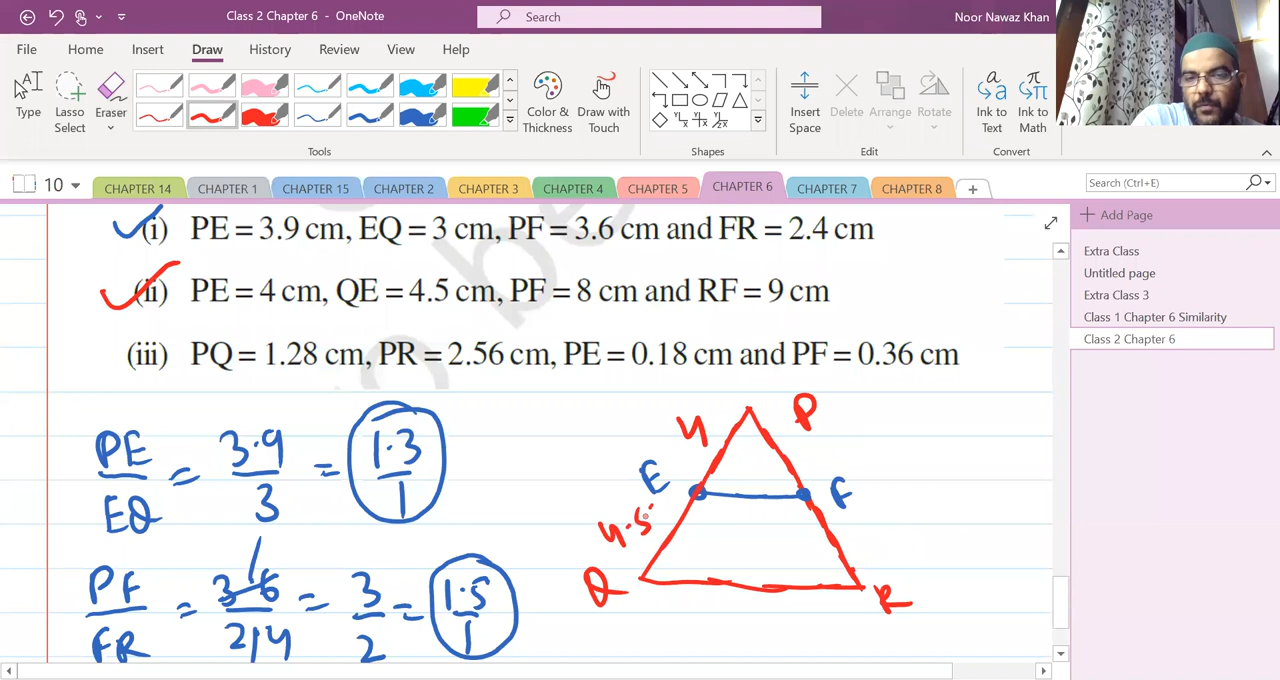 Class 2 Chapter 6 - OneNote
Search
Noor Nawaz Khan
File Home Insert Draw History Review View Help
Type
Lasso Select
Eraser
Color & Thickness
Draw with Touch
Insert Space
Delete
Arrange
Rotate
Ink to Text
Ink to Math
Tools
Shapes
Edit
Convert
10
CHAPTER 14 CHAPTER 1 CHAPTER 15 CHAPTER 2 CHAPTER 3 CHAPTER 4 CHAPTER 5 CHAPTER 6 CHAPTER 7 CHAPTER 8 +
Search (Ctrl+E)
Add Page
Extra Class
Untitled page
Extra Class 3
Class 1 Chapter 6 Similarity
Class 2 Chapter 6
(i) PE = 3.9 cm, EQ = 3 cm, PF = 3.6 cm and FR = 2.4 cm
(ii) PE = 4 cm, QE = 4.5 cm, PF = 8 cm and RF = 9 cm
(iii) PQ = 1.28 cm, PR = 2.56 cm, PE = 0.18 cm and PF = 0.36 cm
PE/EQ = 3.9/3 = 1.3/1
PF/FR = 3.6/2.4 = 3/2 = 1.5/1
4 P
E F
4.5
Q R